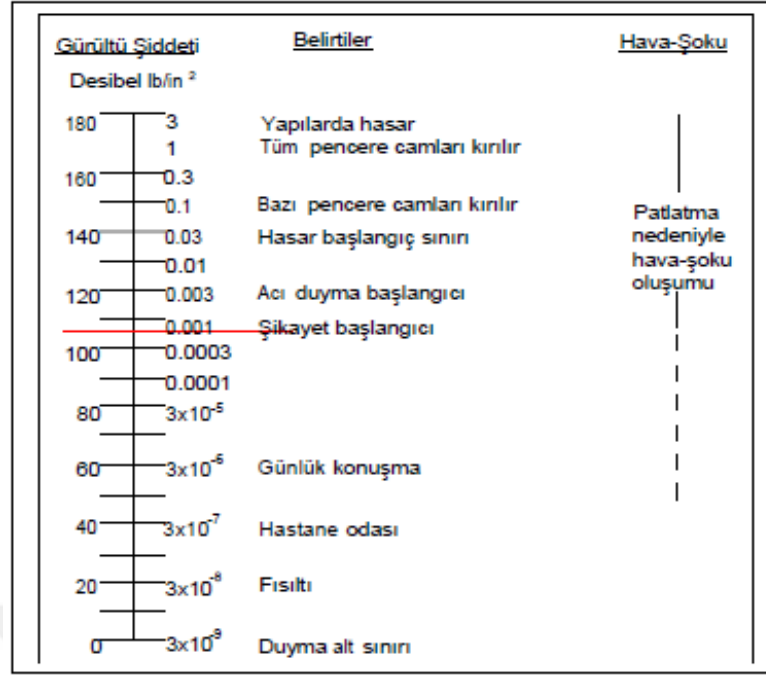 Gürültü Şiddeti Belirtiler Hava-Şoku
Desibel lb/in ²
180 3 Yapılarda hasar
1 Tüm pencere camları kırılır
160 0.3
0.1 Bazı pencere camları kırılır
Patlatma
140 0.03 Hasar başlangıç sınırı nedeniyle
0.01 hava-şoku
120 0.003 Acı duyma başlangıcı oluşumu
0.001 Şikayet başlangıcı
100 0.0003
0.0001
80 3x10⁻⁵
60 3x10⁻⁶ Günlük konuşma
40 3x10⁻⁷ Hastane odası
20 3x10⁻⁸ Fısıltı
0 3x10⁻⁹ Duyma alt sınırı